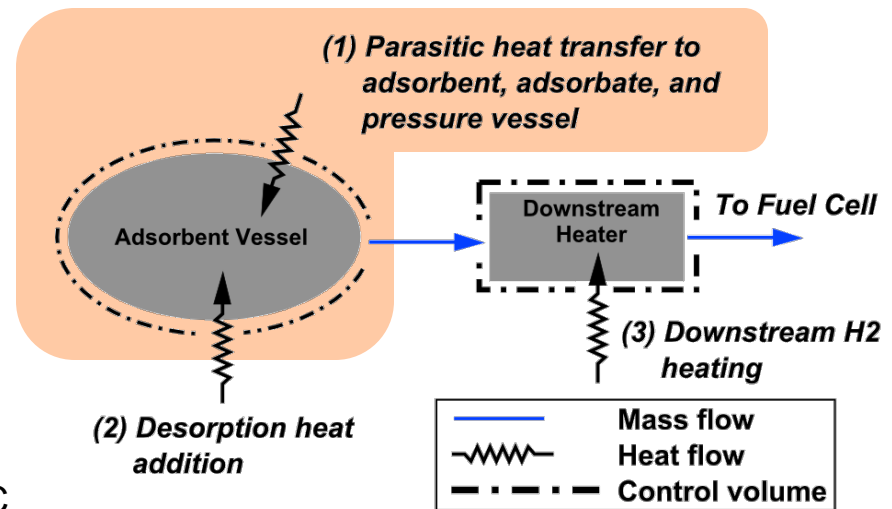 (1) Parasitic heat transfer to
adsorbent, adsorbate, and
pressure vessel
Adsorbent Vessel
Downstream
Heater
To Fuel Cell
(2) Desorption heat
addition
(3) Downstream H2
heating
Mass flow
Heat flow
Control volume